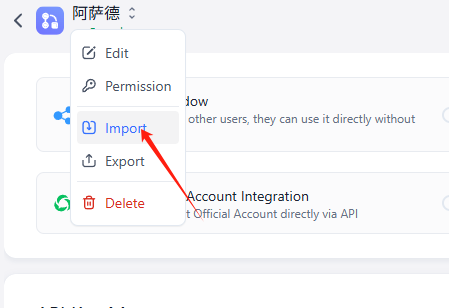 阿萨德
Edit
Permission
Import
Export
Delete
dow
other users, they can use it directly without
Account Integration
t Official Account directly via API